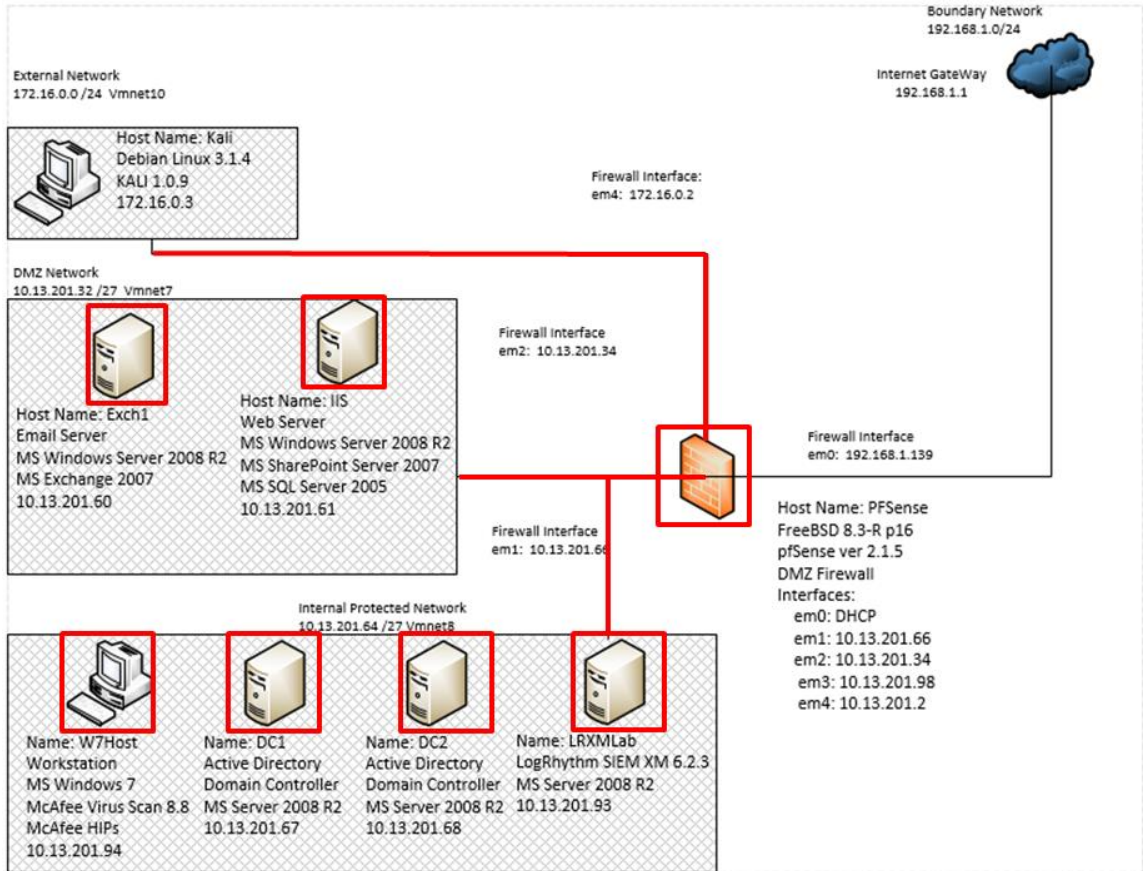 Boundary Network
192.168.1.0/24
Internet GateWay
192.168.1.1
External Network
172.16.0.0 /24 Vmnet10
Host Name: Kali
Debian Linux 3.1.4
KALI 1.0.9
172.16.0.3
Firewall Interface:
em4: 172.16.0.2
DMZ Network
10.13.201.32 /27 Vmnet7
Host Name: Exch1
Email Server
MS Windows Server 2008 R2
MS Exchange 2007
10.13.201.60
Host Name: IIS
Web Server
MS Windows Server 2008 R2
MS SharePoint Server 2007
MS SQL Server 2005
10.13.201.61
Firewall Interface
em2: 10.13.201.34
Firewall Interface
em0: 192.168.1.139
Firewall Interface
em1: 10.13.201.66
Host Name: PFSense
FreeBSD 8.3-R p16
pfSense ver 2.1.5
DMZ Firewall
Interfaces:
em0: DHCP
em1: 10.13.201.66
em2: 10.13.201.34
em3: 10.13.201.98
em4: 10.13.201.2
Internal Protected Network
10.13.201.64 /27 Vmnet8
Name: W7Host
Workstation
MS Windows 7
McAfee Virus Scan 8.8
McAfee HIPs
10.13.201.94
Name: DC1
Active Directory
Domain Controller
MS Server 2008 R2
10.13.201.67
Name: DC2
Active Directory
Domain Controller
MS Server 2008 R2
10.13.201.68
Name: LRXMLab
LogRhythm SIEM XM 6.2.3
MS Server 2008 R2
10.13.201.93